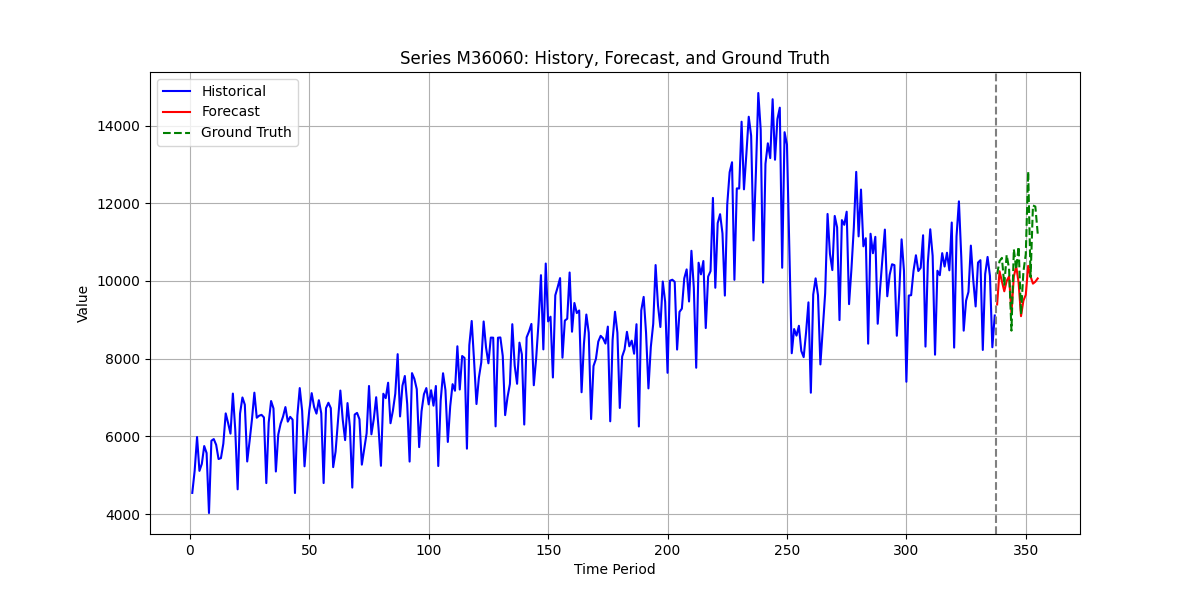 Series M36060: History, Forecast, and Ground Truth
Historical
Forecast
Ground Truth
14000
12000
10000
8000
6000
4000
Value
0 50 100 150 200 250 300 350
Time Period